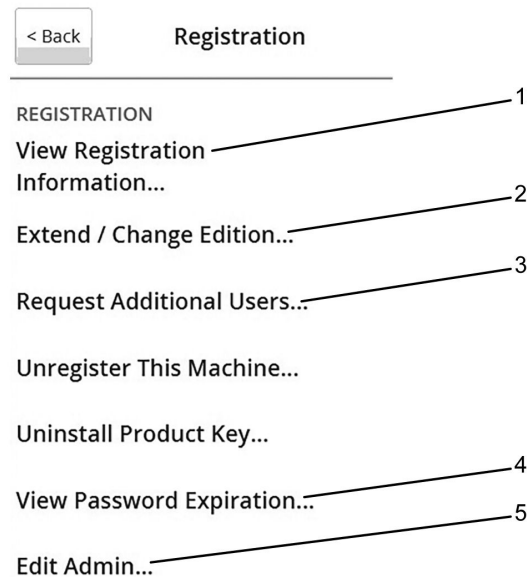 < Back
Registration
REGISTRATION
View Registration
Information...
1
Extend / Change Edition...
2
Request Additional Users...
3
Unregister This Machine...
Uninstall Product Key...
View Password Expiration...
4
Edit Admin...
5